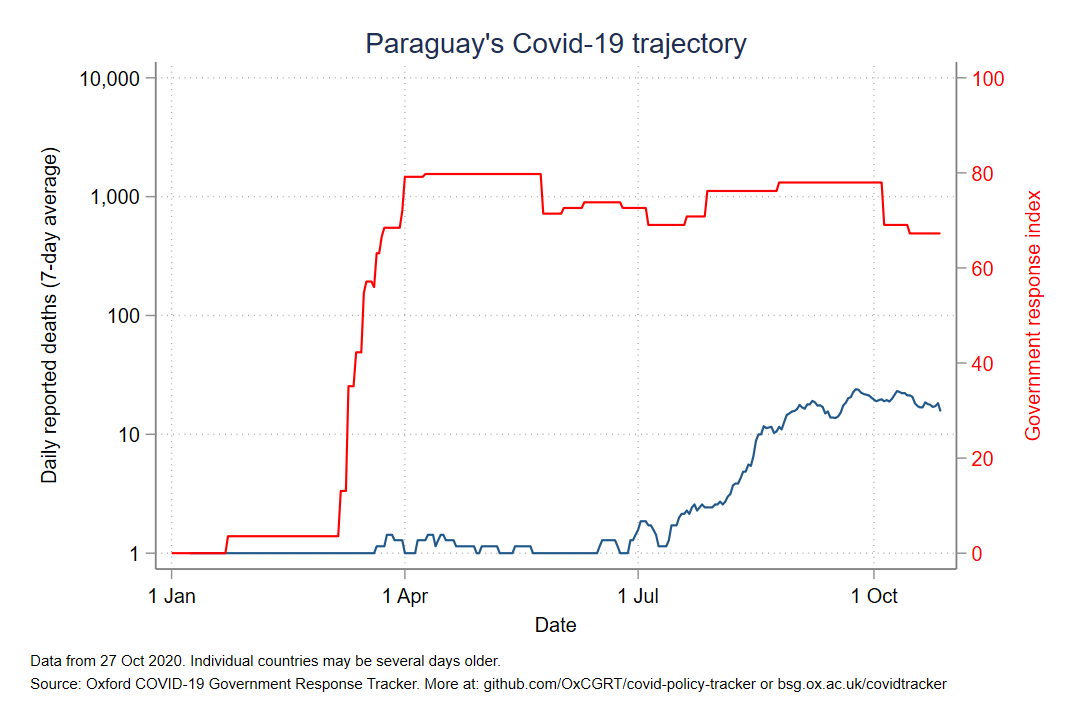 Paraguay's Covid-19 trajectory
10,000
1,000
100
10
1
Daily reported deaths (7-day average)
100
80
60
40
20
0
Government response index
1 Jan
1 Apr
1 Jul
1 Oct
Date
Data from 27 Oct 2020. Individual countries may be several days older.
Source: Oxford COVID-19 Government Response Tracker. More at: github.com/OxCGRT/covid-policy-tracker or bsg.ox.ac.uk/covidtracker